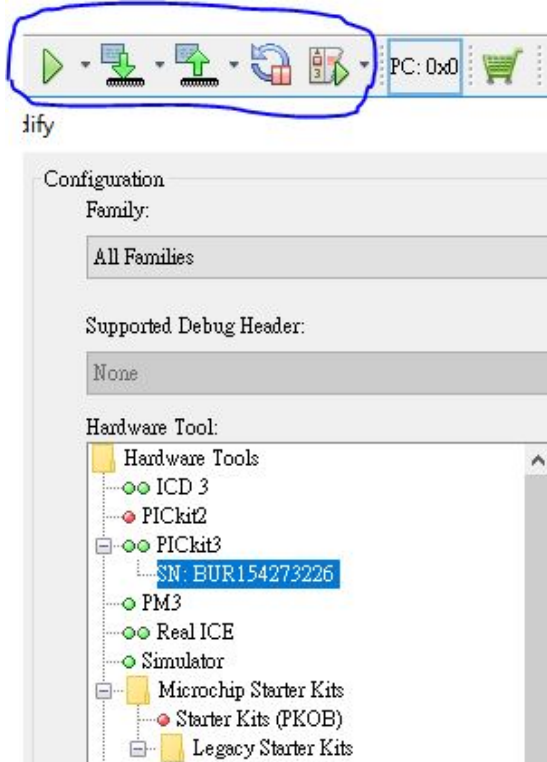 PC: 0x0
dify
Configuration
Family:
All Families
Supported Debug Header:
None
Hardware Tool:
Hardware Tools
ICD 3
PICkit2
PICkit3
SN: BUR154273226
PM3
Real ICE
Simulator
Microchip Starter Kits
Starter Kits (PKOB)
Legacy Starter Kits